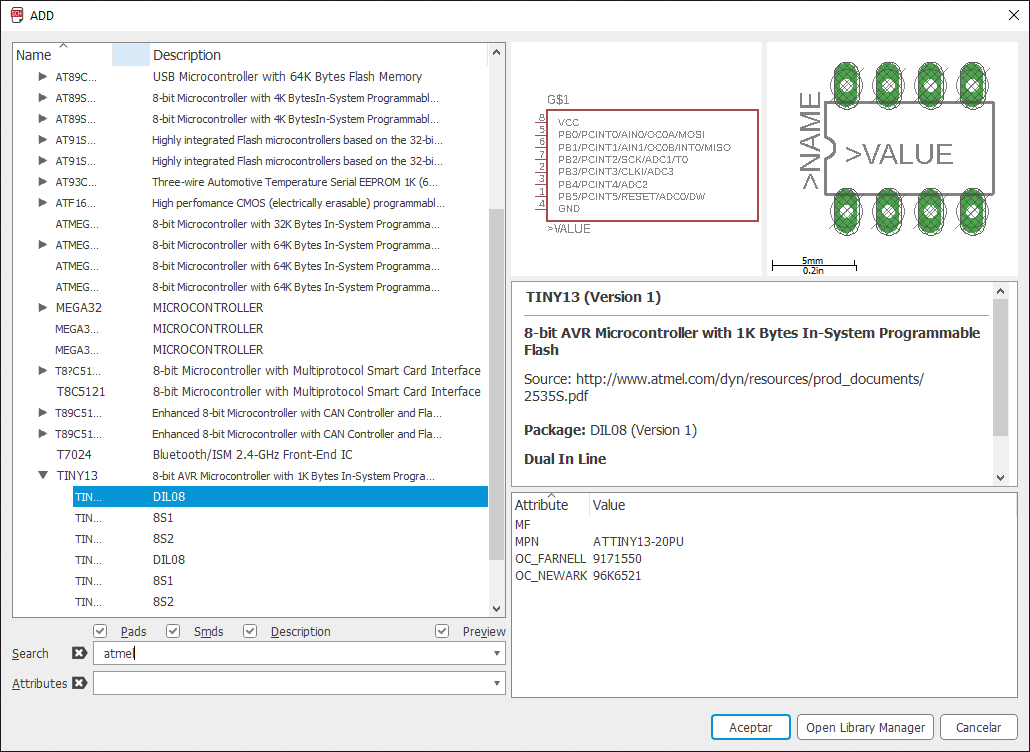 ADD
Name Description
AT89C... USB Microcontroller with 64K Bytes Flash Memory
AT89S... 8-bit Microcontroller with 4K BytesIn-System Programmabl...
AT89S... 8-bit Microcontroller with 4K BytesIn-System Programmabl...
AT91S... Highly integrated Flash microcontrollers based on the 32-bi...
AT91S... Highly integrated Flash microcontrollers based on the 32-bi...
AT93C... Three-wire Automotive Temperature Serial EEPROM 1K (6...
ATF16... High perfomance CMOS (electrically erasable) programmabl...
ATMEG... 8-bit Microcontroller with 32K Bytes In-System Programma...
ATMEG... 8-bit Microcontroller with 64K Bytes In-System Programma...
ATMEG... 8-bit Microcontroller with 64K Bytes In-System Programma...
ATMEG... 8-bit Microcontroller with 64K Bytes In-System Programma...
MEGA32 MICROCONTROLLER
MEGA3... MICROCONTROLLER
MEGA3... MICROCONTROLLER
T8?C51... 8-bit Microcontroller with Multiprotocol Smart Card Interface
T8C5121 8-bit Microcontroller with Multiprotocol Smart Card Interface
T89C51... Enhanced 8-bit Microcontroller with CAN Controller and Fla...
T89C51... Enhanced 8-bit Microcontroller with CAN Controller and Fla...
T7024 Bluetooth/ISM 2.4-GHz Front-End IC
TINY13 8-bit AVR Microcontroller with 1K Bytes In-System Progra...
TIN... DIL08
TIN... 8S1
TIN... 8S2
TIN... DIL08
TIN... 8S1
TIN... 8S2
Pads Smds Description Preview
Search atmel
Attributes
G$1
8 VCC
5 PB0/PCINT0/AIN0/OC0A/MOSI
6 PB1/PCINT1/AIN1/OC0B/INT0/MISO
7 PB2/PCINT2/SCK/ADC1/T0
2 PB3/PCINT3/CLKI/ADC3
3 PB4/PCINT4/ADC2
1 PB5/PCINT5/RESET/ADC0/DW
4 GND
>VALUE
>NAME
>VALUE
5mm
0.2in
TINY13 (Version 1)
8-bit AVR Microcontroller with 1K Bytes In-System Programmable
Flash
Source: http://www.atmel.com/dyn/resources/prod_documents/
2535S.pdf
Package: DIL08 (Version 1)
Dual In Line
Attribute Value
MF
MPN ATTINY13-20PU
OC_FARNELL 9171550
OC_NEWARK 96K6521
Aceptar Open Library Manager Cancelar